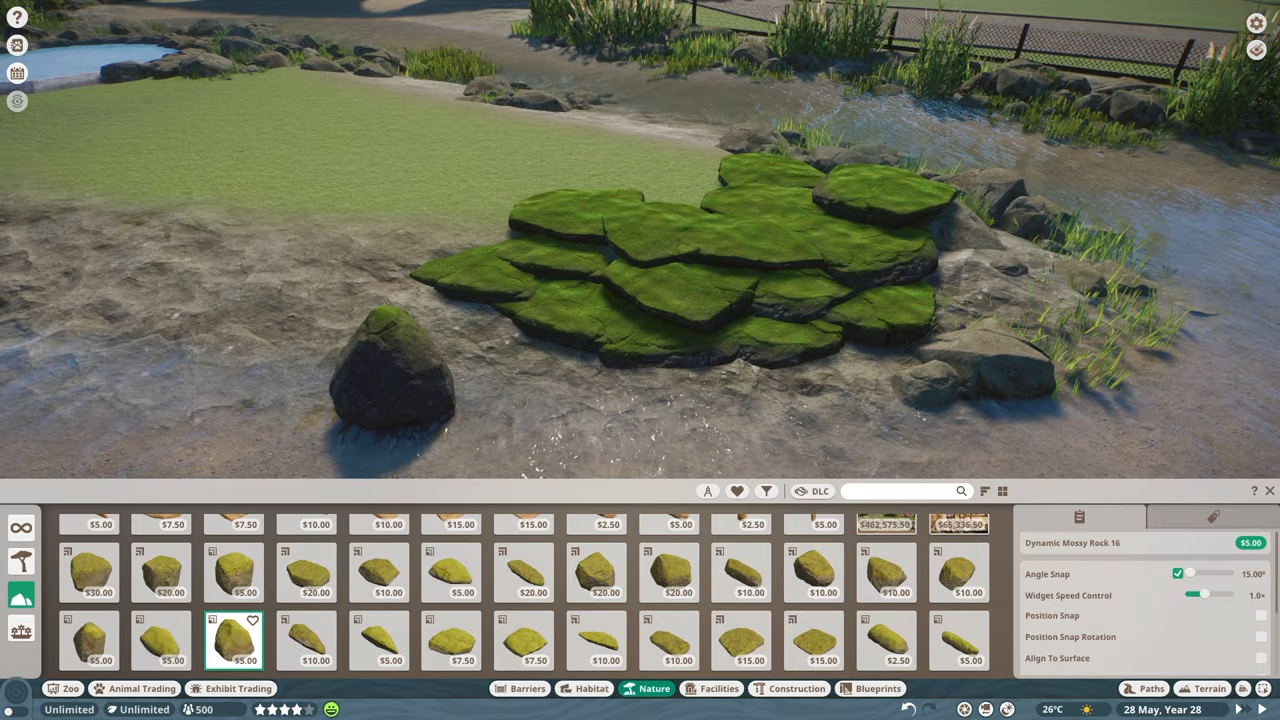 ?
DLC
? ×
$5.00 $7.50 $7.50 $10.00 $10.00 $15.00 $15.00 $2.50 $5.00 $2.50 $5.00 $462,575.50 $65,336.50
$30.00 $20.00 $5.00 $20.00 $10.00 $5.00 $20.00 $20.00 $20.00 $10.00 $10.00 $10.00 $10.00
$5.00 $5.00 $5.00 $10.00 $5.00 $7.50 $7.50 $10.00 $10.00 $15.00 $15.00 $2.50 $5.00
Dynamic Mossy Rock 16 $5.00
Angle Snap 15.00°
Widget Speed Control 1.0×
Position Snap
Position Snap Rotation
Align To Surface
Zoo Animal Trading Exhibit Trading Barriers Habitat Nature Facilities Construction Blueprints Paths Terrain
Unlimited Unlimited 500 26°C 28 May, Year 28